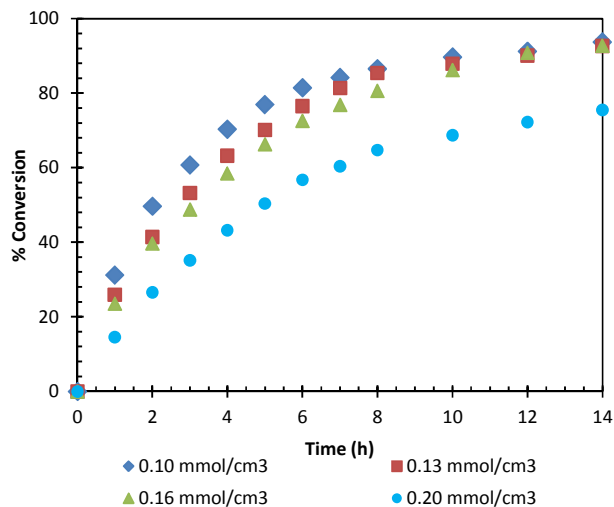 100
80
60
40
20
0
% Conversion
0 2 4 6 8 10 12 14
Time (h)
0.10 mmol/cm3 0.13 mmol/cm3
0.16 mmol/cm3 0.20 mmol/cm3